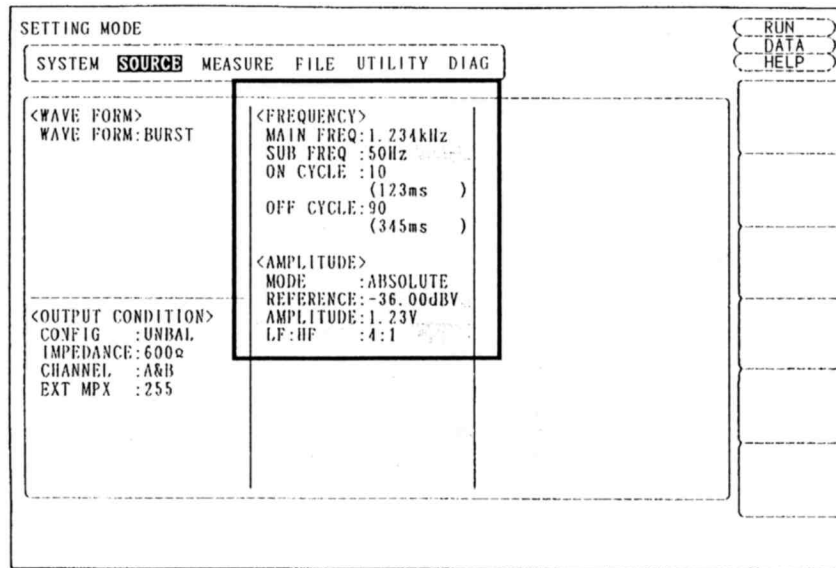 SETTING MODE
RUN
DATA
HELP
SYSTEM SOURCE MEASURE FILE UTILITY DIAG
<WAVE FORM>
WAVE FORM:BURST
<OUTPUT CONDITION>
CONFIG :UNBAL
IMPEDANCE:600Ω
CHANNEL :A&B
EXT MPX :255
<FREQUENCY>
MAIN FREQ:1.234kHz
SUB FREQ :50Hz
ON CYCLE :10
(123ms )
OFF CYCLE:90
(345ms )
<AMPLITUDE>
MODE :ABSOLUTE
REFERENCE:-36.00dBV
AMPLITUDE:1.23V
LF:HF :4:1